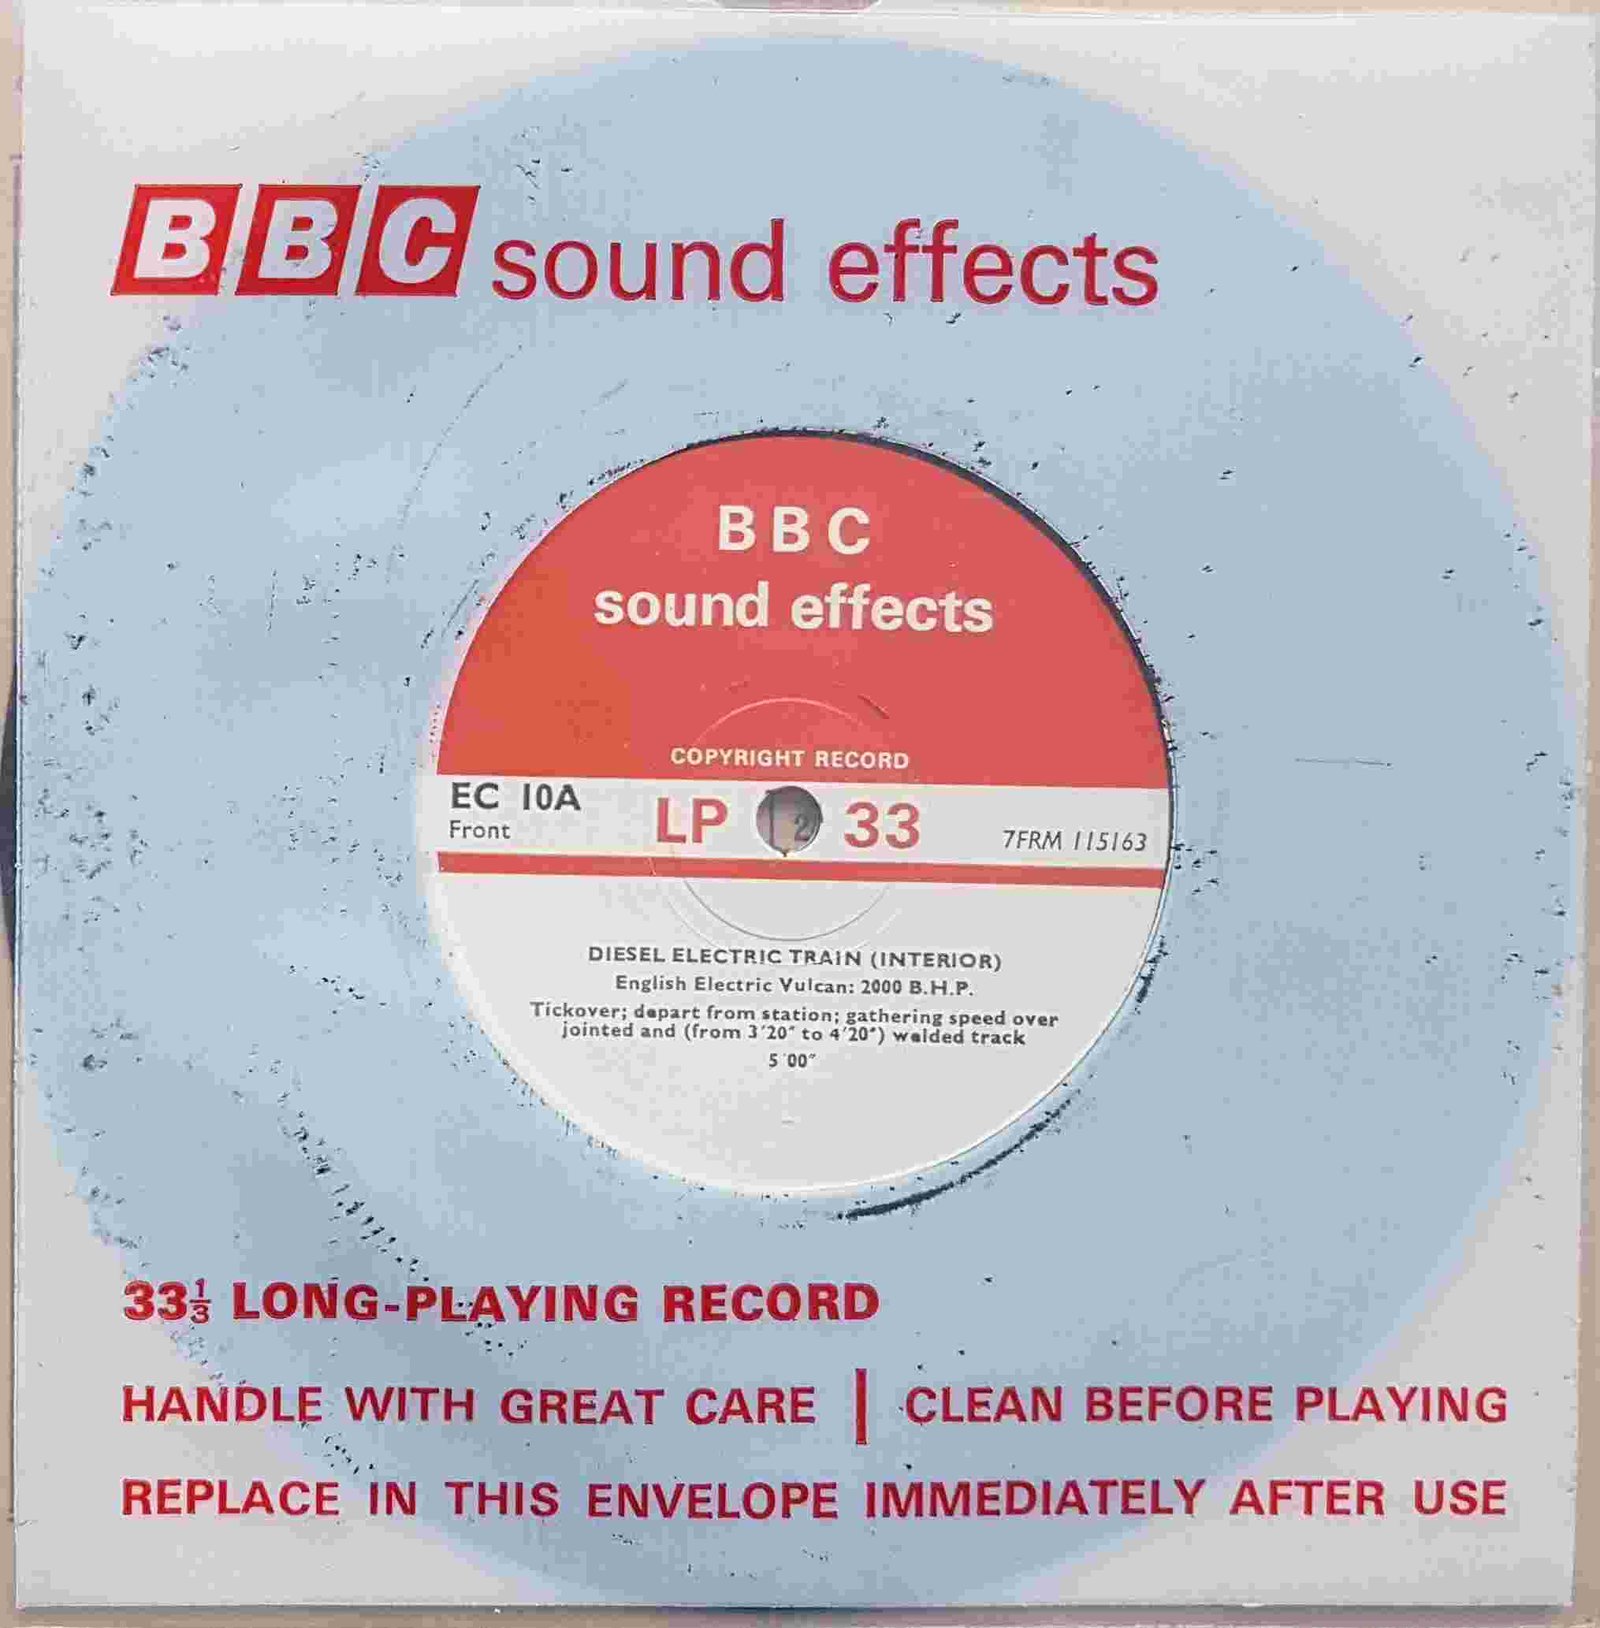 BBC sound effects
BBC
sound effects
COPYRIGHT RECORD
EC 10A
Front
LP 33
7FRM 115163
DIESEL ELECTRIC TRAIN (INTERIOR)
English Electric Vulcan: 2000 B.H.P.
Tickover; depart from station; gathering speed over
jointed and (from 3'20" to 4'20") welded track
5'00"
33⅓ LONG-PLAYING RECORD
HANDLE WITH GREAT CARE | CLEAN BEFORE PLAYING
REPLACE IN THIS ENVELOPE IMMEDIATELY AFTER USE